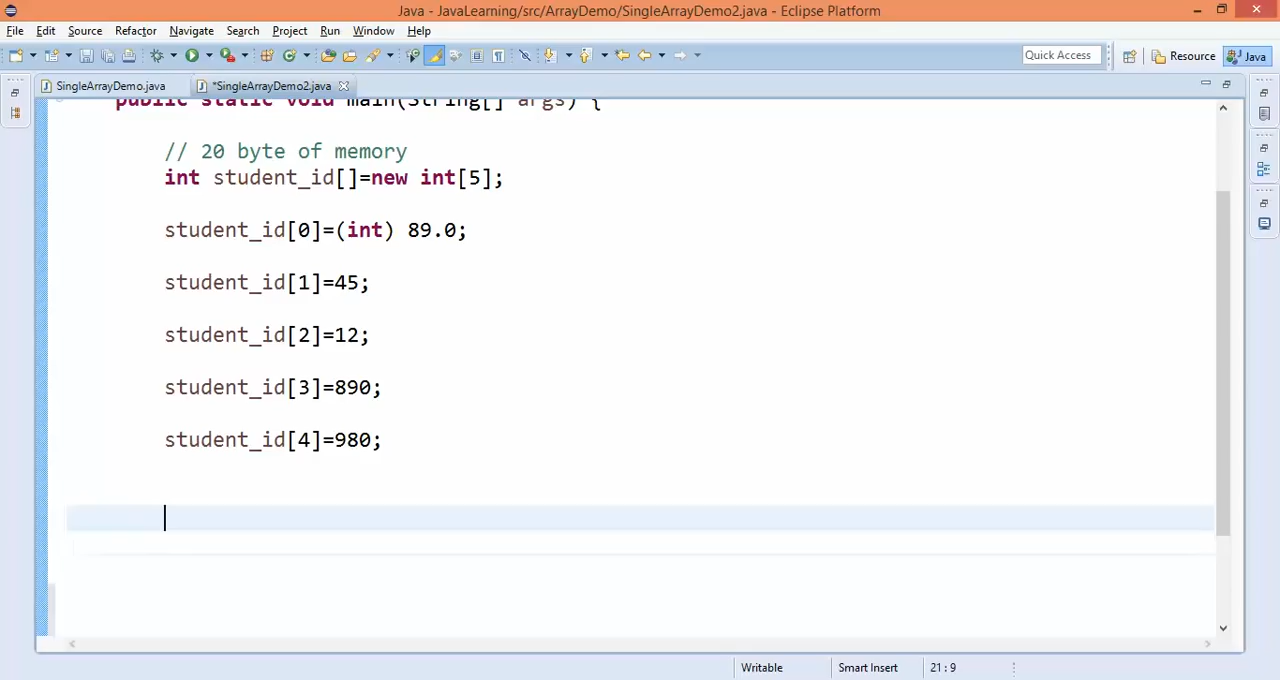 Java - JavaLearning/src/ArrayDemo/SingleArrayDemo2.java - Eclipse Platform
File Edit Source Refactor Navigate Search Project Run Window Help
Quick Access Resource Java
SingleArrayDemo.java *SingleArrayDemo2.java
public static void main(String[] args) {
// 20 byte of memory
int student_id[]=new int[5];
student_id[0]=(int) 89.0;
student_id[1]=45;
student_id[2]=12;
student_id[3]=890;
student_id[4]=980;
Writable Smart Insert 21 : 9